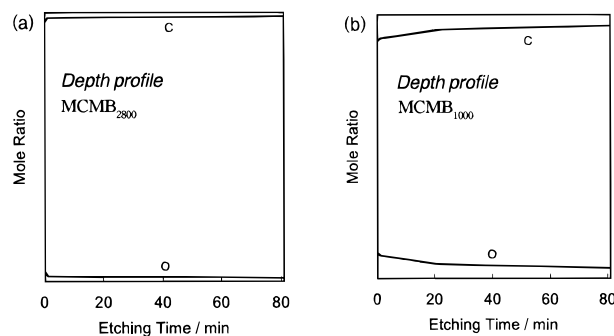 (a)
C
Depth profile
MCMB2800
Mole Ratio
O
0 20 40 60 80
Etching Time / min
(b)
C
Depth profile
MCMB1000
Mole Ratio
O
0 20 40 60 80
Etching Time / min